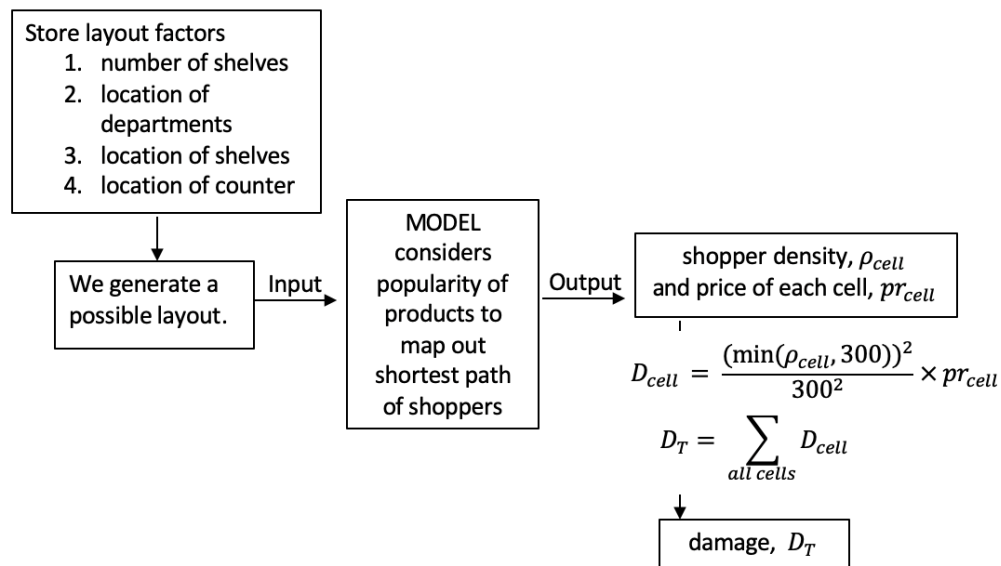 Store layout factors
1. number of shelves
2. location of
departments
3. location of shelves
4. location of counter
We generate a
possible layout.
Input
MODEL
considers
popularity of
products to
map out
shortest path
of shoppers
Output
shopper density, ρ_cell
and price of each cell, pr_cell
D_cell = (min(ρ_cell, 300))² / 300² × pr_cell
D_T = ∑ D_cell
all cells
damage, D_T